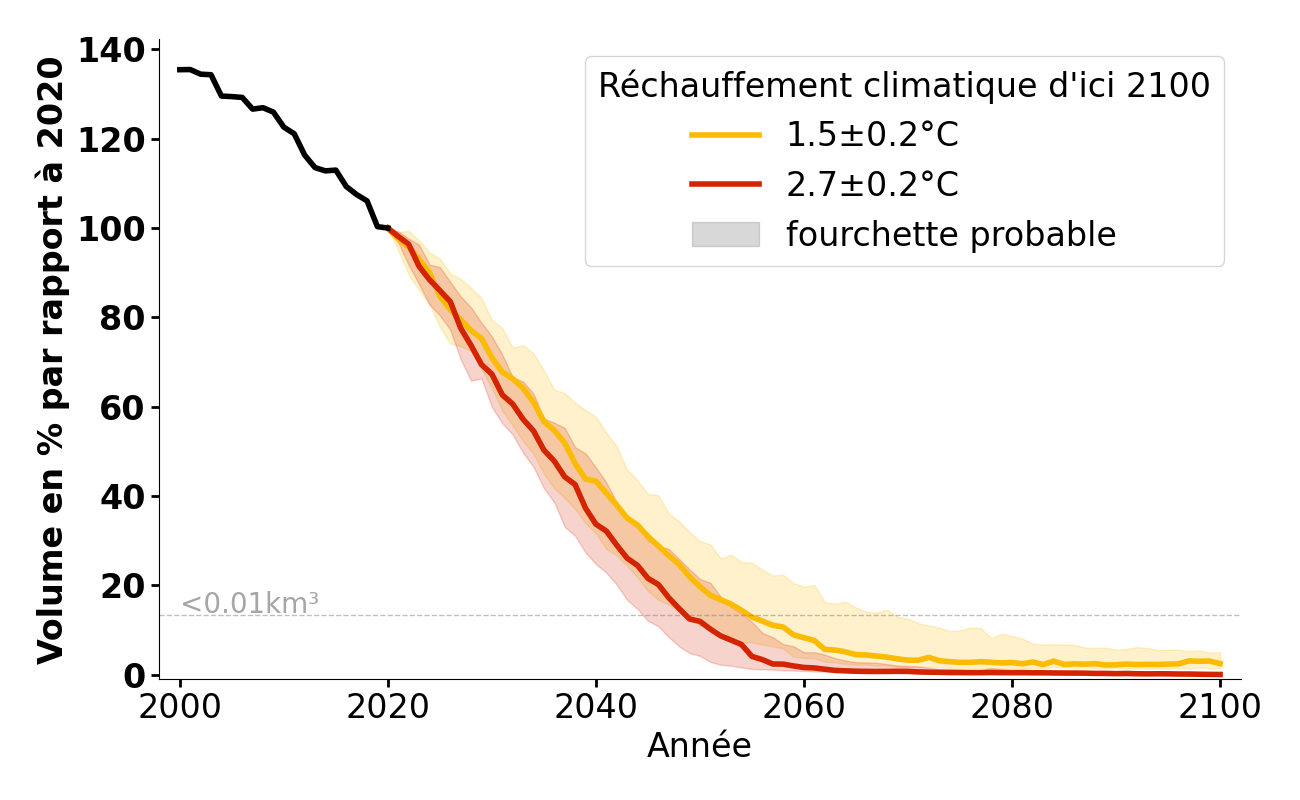 Volume en % par rapport à 2020
140
120
100
80
60
40
20
0
Réchauffement climatique d'ici 2100
1.5±0.2°C
2.7±0.2°C
fourchette probable
<0.01km³
2000 2020 2040 2060 2080 2100
Année